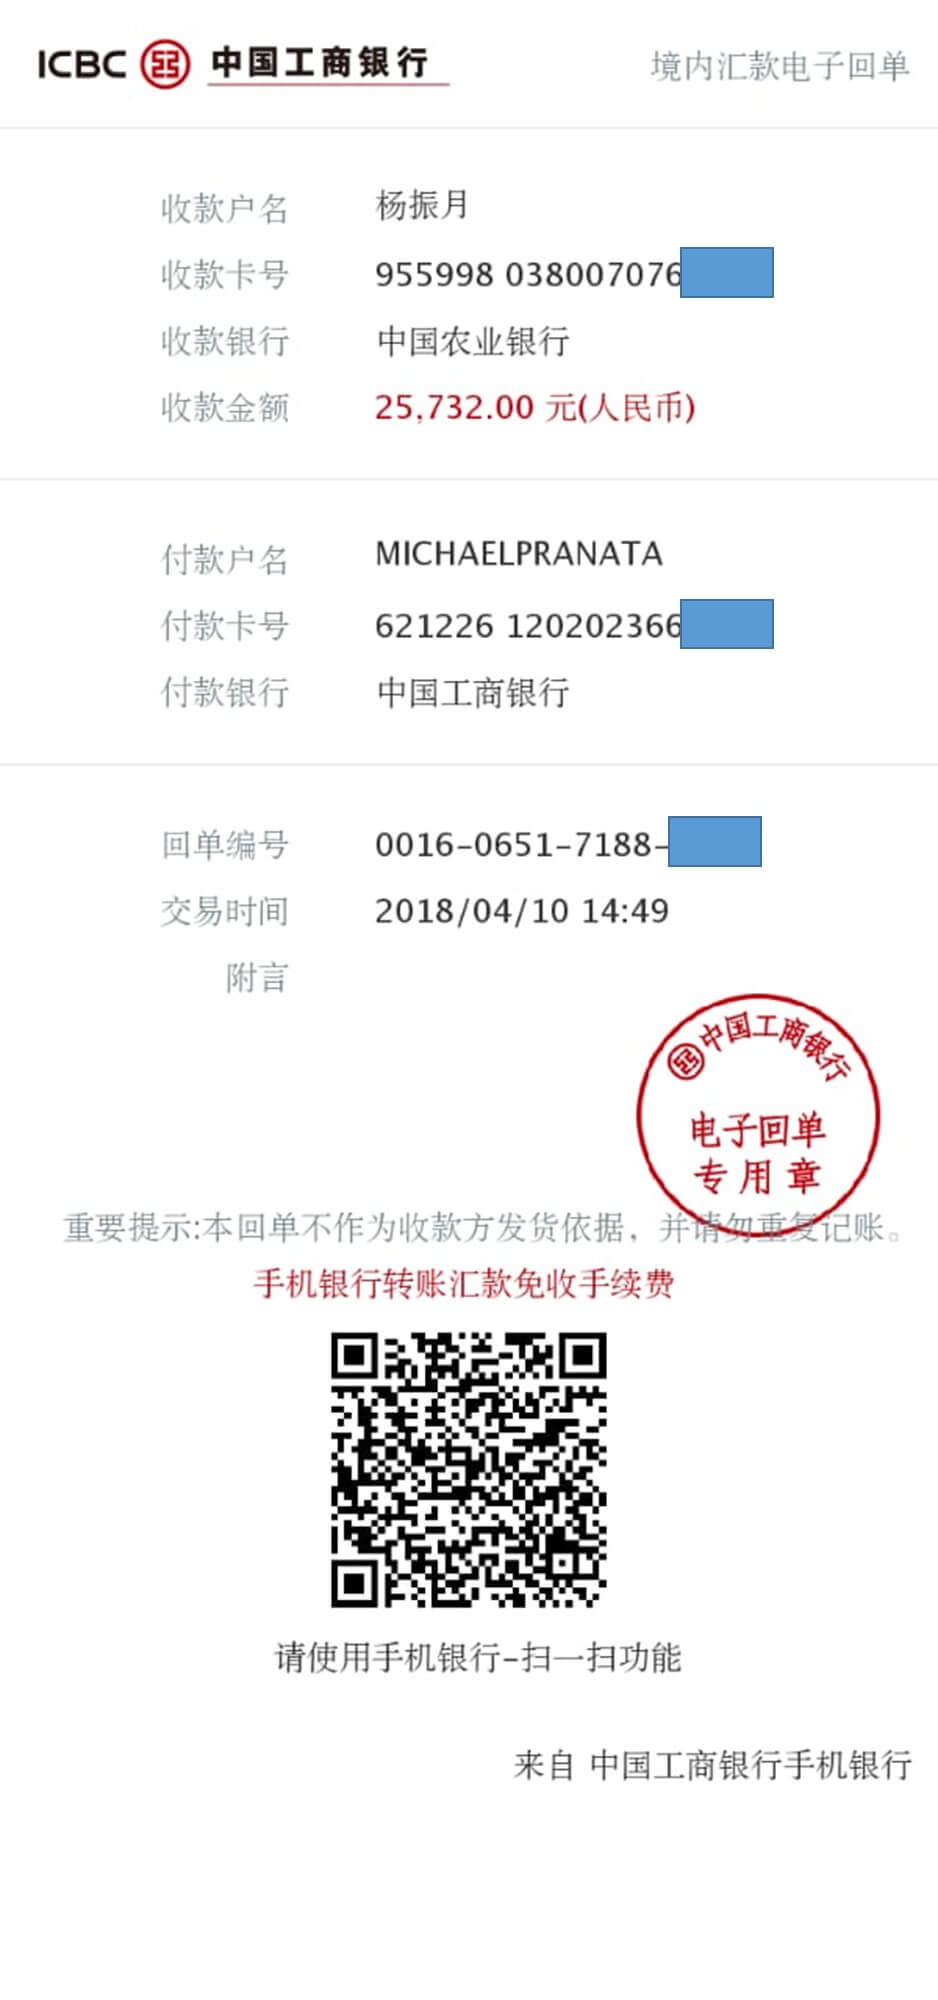 ICBC 中国工商银行 境内汇款电子回单
收款户名 杨振月
收款卡号 955998 038007076
收款银行 中国农业银行
收款金额 25,732.00 元(人民币)
付款户名 MICHAELPRANATA
付款卡号 621226 120202366
付款银行 中国工商银行
回单编号 0016-0651-7188-
交易时间 2018/04/10 14:49
附言
中国工商银行
电子回单
专用章
重要提示:本回单不作为收款方发货依据，并请勿重复记账。
手机银行转账汇款免收手续费
请使用手机银行-扫一扫功能
来自 中国工商银行手机银行